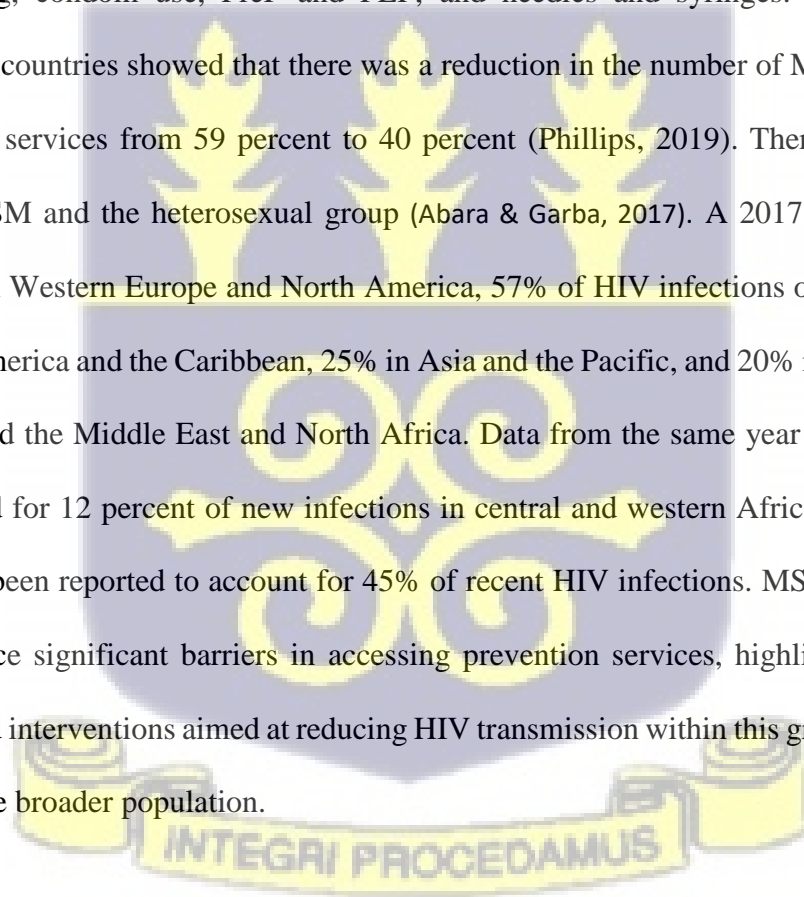 g, condom use, PrEP and PEP, and needles and syringes.
countries showed that there was a reduction in the number of M
services from 59 percent to 40 percent (Phillips, 2019). Ther
SM and the heterosexual group (Abara & Garba, 2017). A 2017
Western Europe and North America, 57% of HIV infections o
nerica and the Caribbean, 25% in Asia and the Pacific, and 20% i
d the Middle East and North Africa. Data from the same year
l for 12 percent of new infections in central and western Afric
been reported to account for 45% of recent HIV infections. MS
ce significant barriers in accessing prevention services, highli
interventions aimed at reducing HIV transmission within this g
e broader population.
INTEGRI PROCEDAMUS